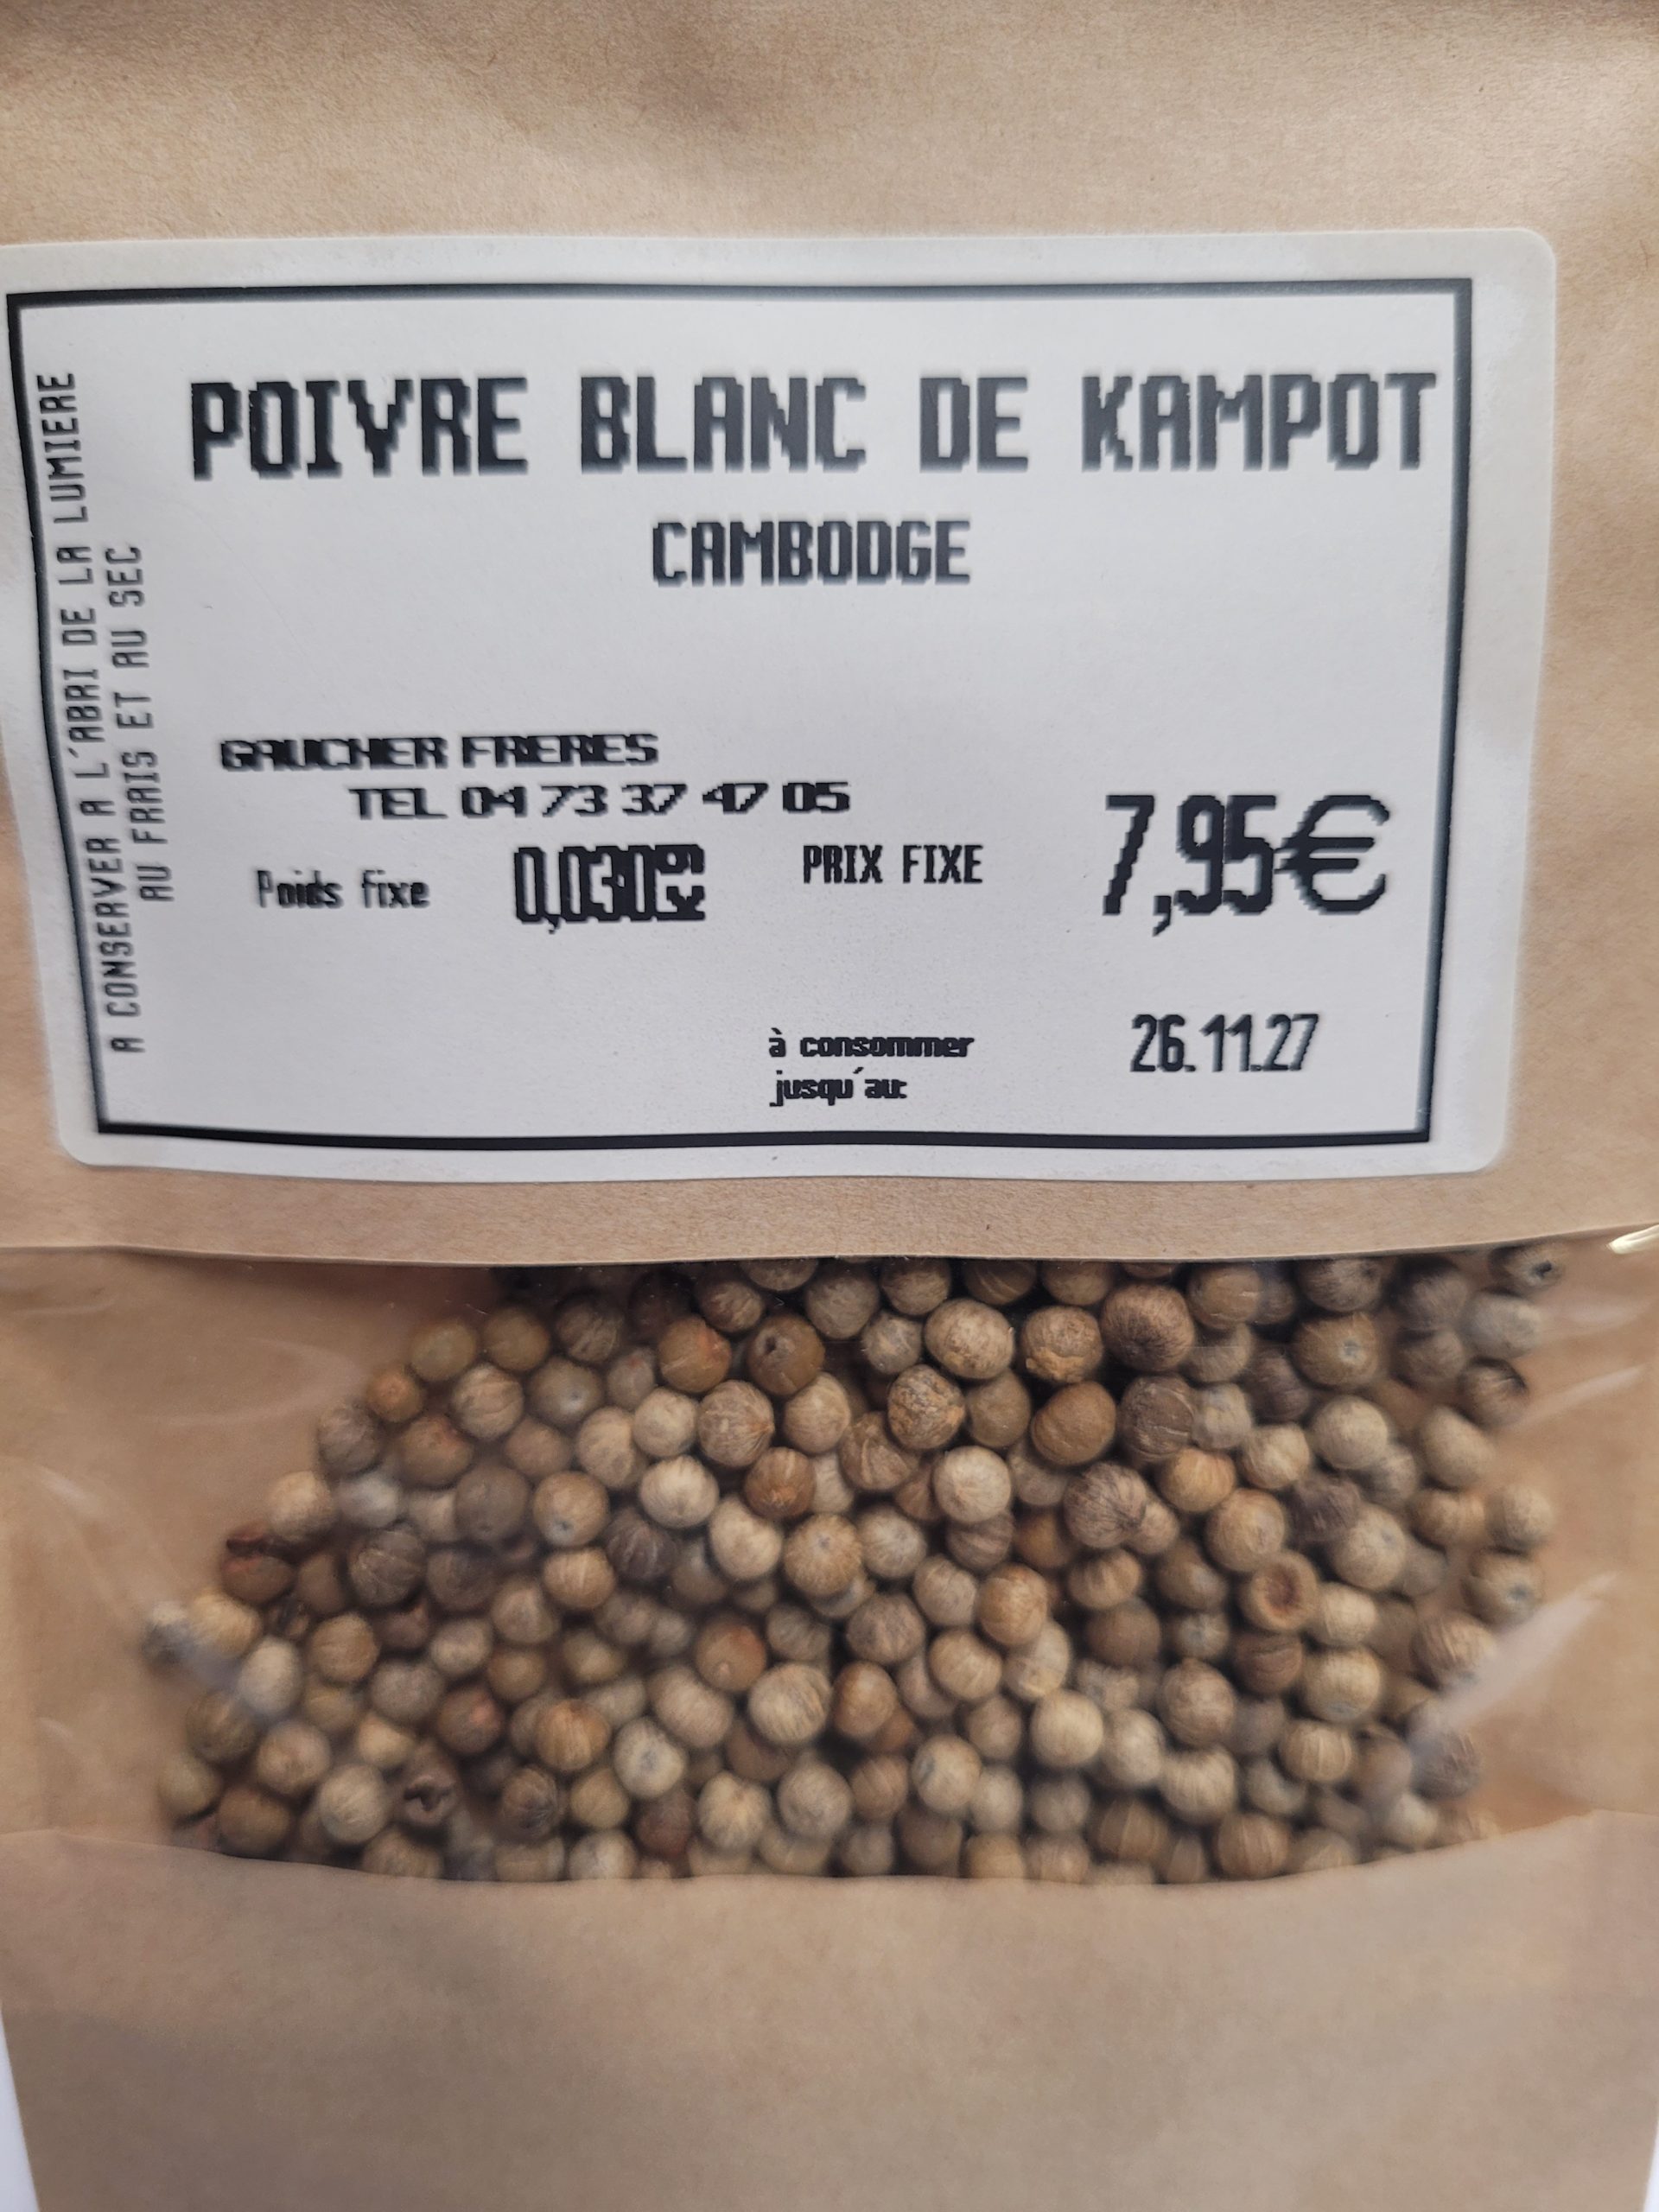 POIVRE BLANC DE KAMPOT
CAMBODGE
A CONSERVER A L'ABRI DE LA LUMIERE
AU FRAIS ET AU SEC
GAUCHER FRERES
TEL 04 73 37 47 05
Poids fixe 0,030kg PRIX FIXE 7,95€
à consommer 26.11.27
jusqu'au: